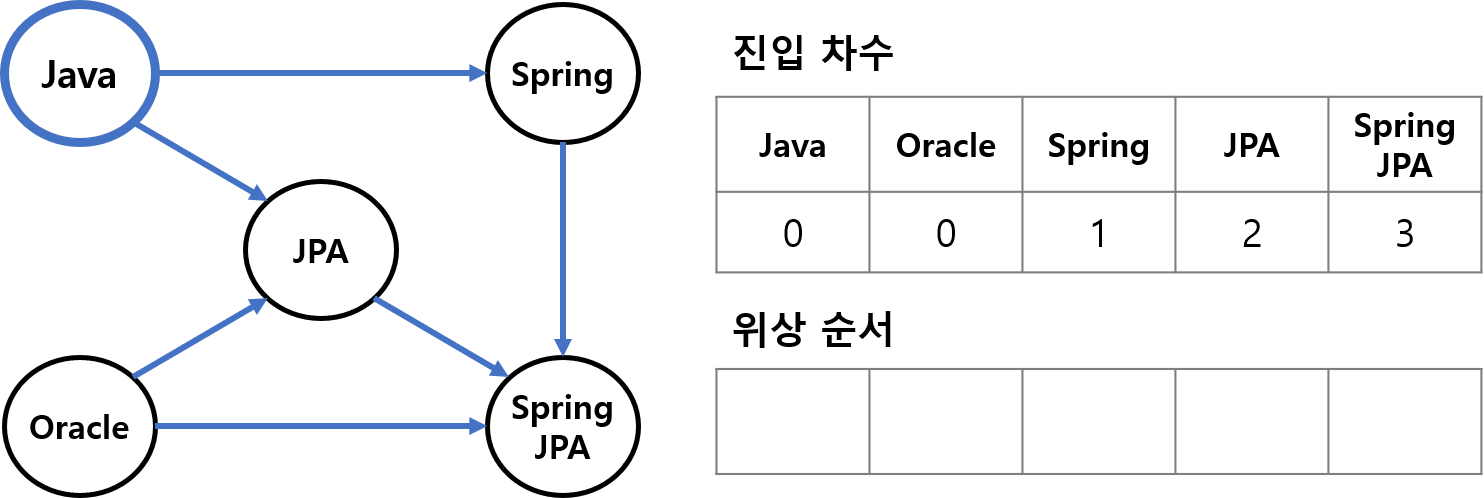 Java
Spring
JPA
Oracle
Spring
JPA
진입 차수
Java Oracle Spring JPA Spring
JPA
0 0 1 2 3
위상 순서